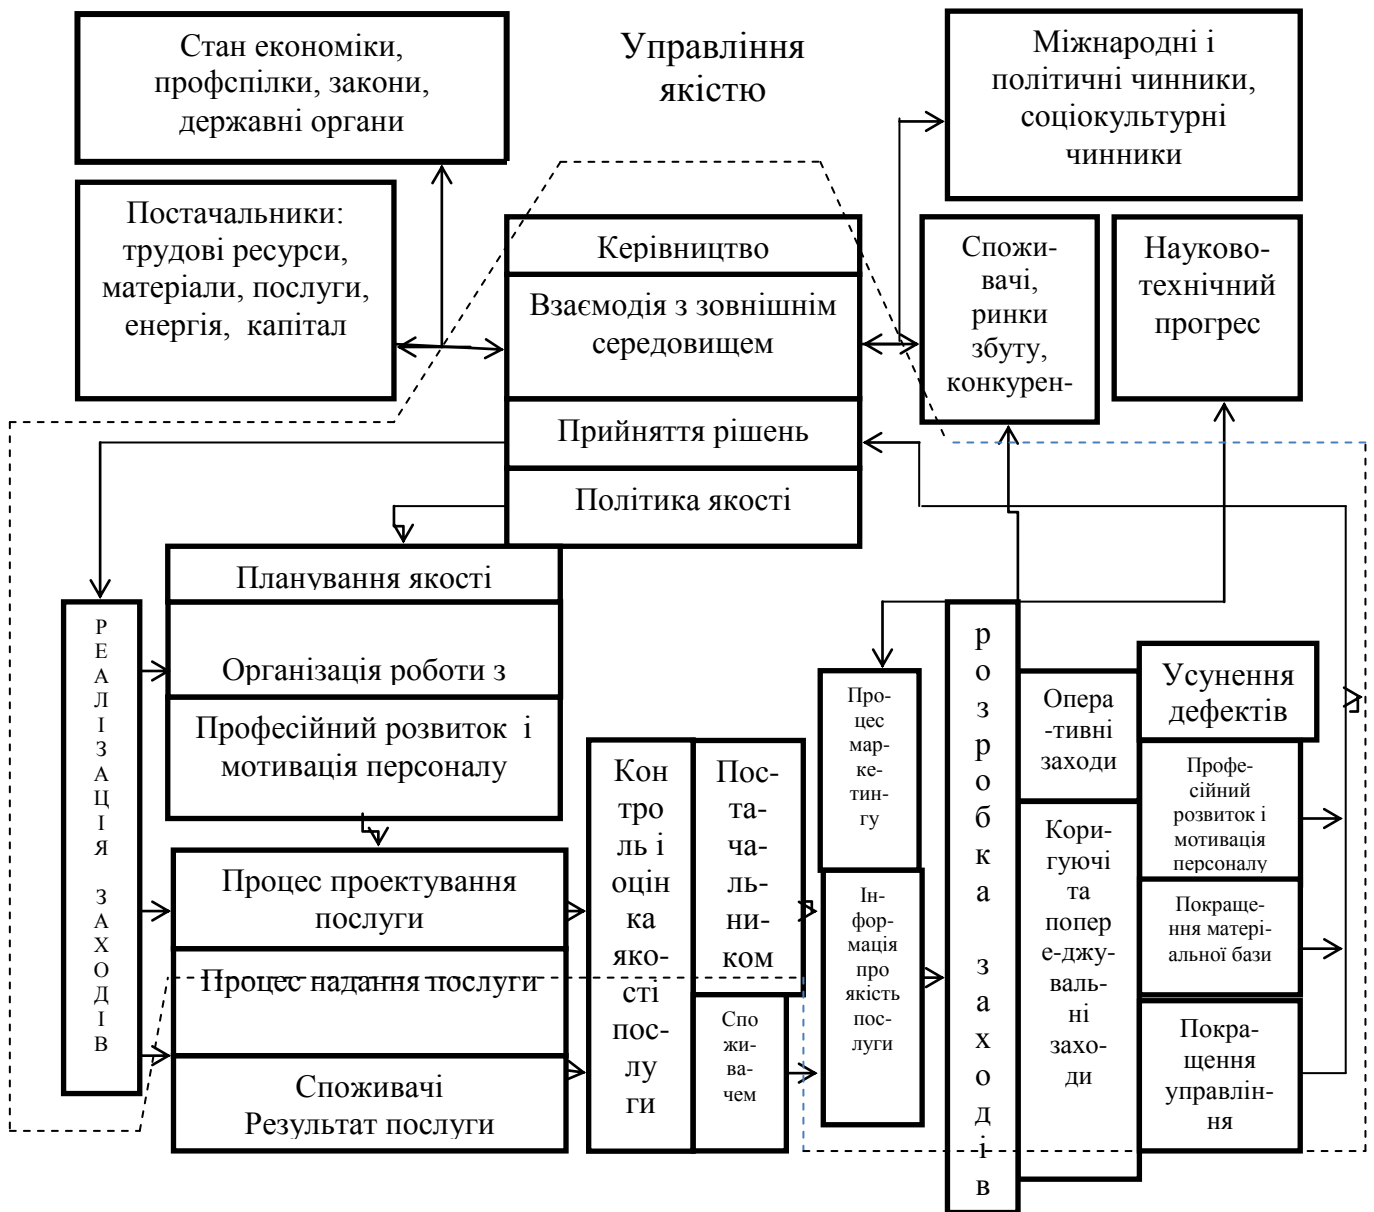 Стан економіки,
профспілки, закони,
державні органи
Управління
якістю
Міжнародні і
політичні чинники,
соціокультурні
чинники
Постачальники:
трудові ресурси,
матеріали, послуги,
енергія, капітал
Керівництво
Взаємодія з зовнішнім
середовищем
Прийняття рішень
Політика якості
Спожи-
вачі,
ринки
збуту,
конкурен-
Науково-
технічний
прогрес
Планування якості
Організація роботи з
Професійний розвиток і
мотивація персоналу
Р
Е
А
Л
І
З
А
Ц
І
Я
З
А
Х
О
Д
І
В
Процес проектування
послуги
Процес надання послуги
Споживачі
Результат послуги
Кон
тро
ль і
оцін
ка
яко-
сті
пос-
лу
ги
Пос-
та-
ча-
ль-
ни-
ком
Спо
жи-
ва-
чем
Про-
цес
мар-
ке-
тин-
гу
Ін-
фор-
мація
про
якість
пос-
луги
р
о
з
р
о
б
к
а
з
а
х
о
д
і
в
Опера
-тивні
заходи
Кори-
гуючі
та
попер
е-джу-
валь-
ні
захо-
ди
Усунення
дефектів
Профе-
сійний
розвиток і
мотивація
персоналу
Покраще-
ння матері-
альної бази
Покра-
щення
управлін-
ня